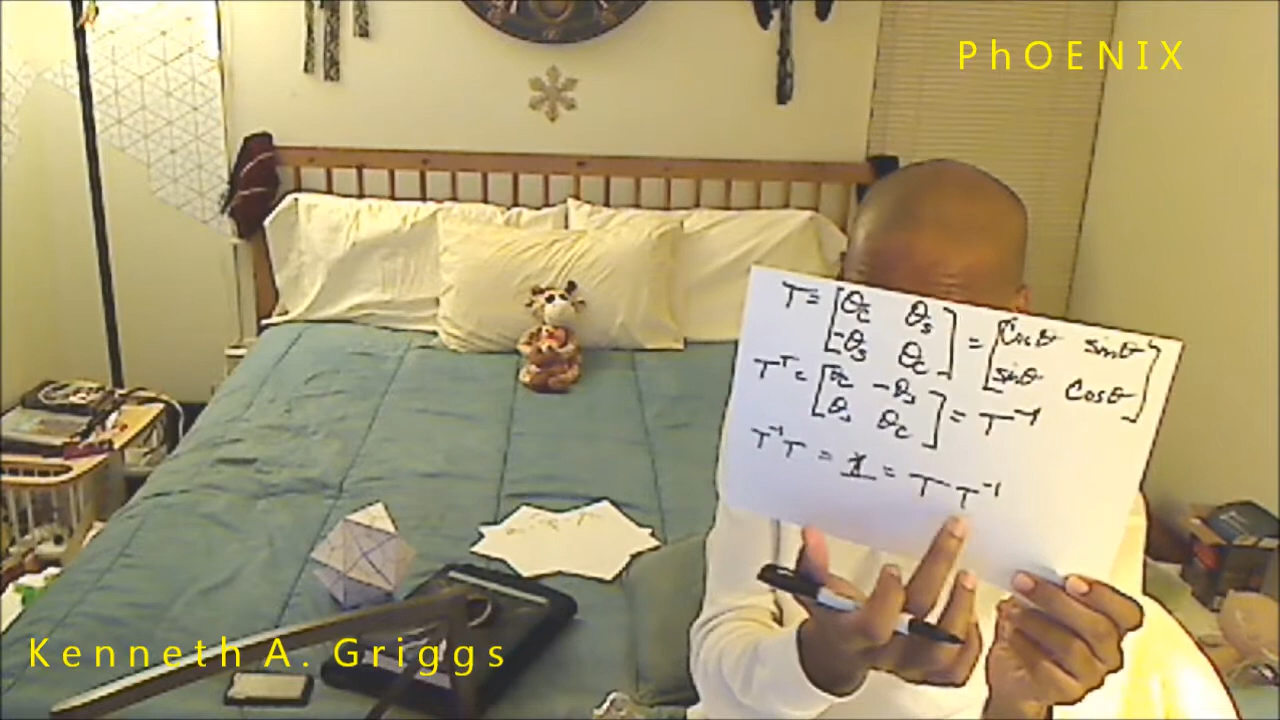 PhOENIX
T = [θc θs = [Cosθ sinθ
-θs θc] sinθ Cosθ]
Tᵀ = [θc -θs
θs θc] = T⁻¹
T⁻¹T = I = T T⁻¹
Kenneth A. Griggs